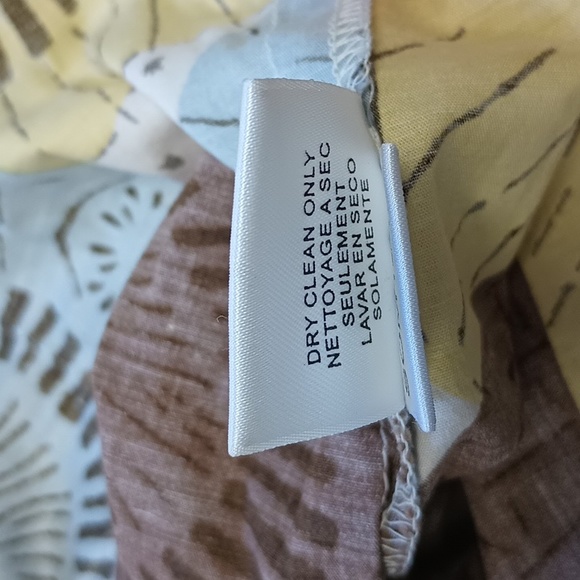 DRY CLEAN ONLY
NETTOYAGE A SEC
SEULEMENT
LAVAR EN SECO
SOLAMENTE